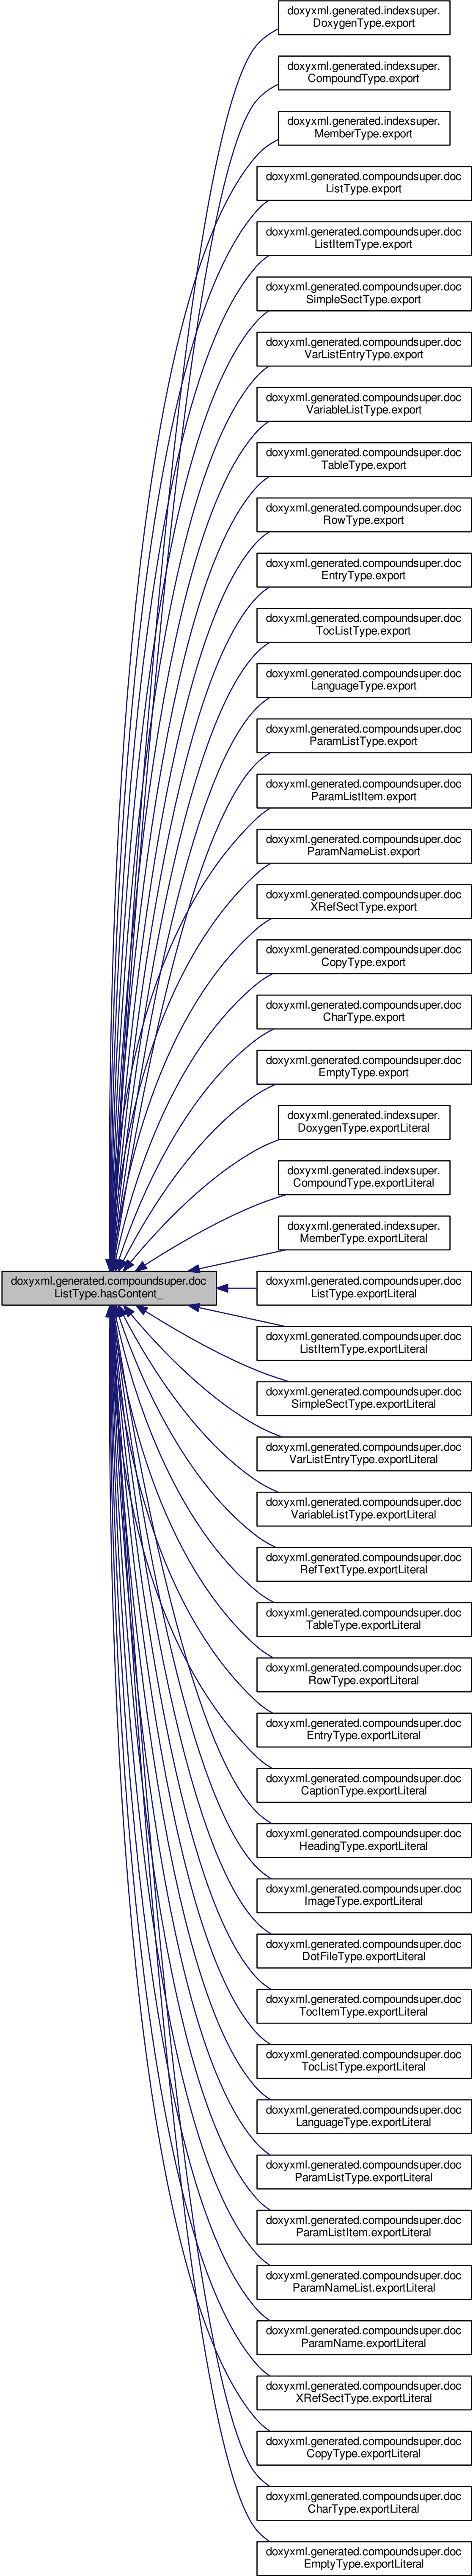 doxyxml.generated.indexsuper.
DoxygenType.export
doxyxml.generated.indexsuper.
CompoundType.export
doxyxml.generated.indexsuper.
MemberType.export
doxyxml.generated.compoundsuper.doc
ListType.export
doxyxml.generated.compoundsuper.doc
ListItemType.export
doxyxml.generated.compoundsuper.doc
SimpleSectType.export
doxyxml.generated.compoundsuper.doc
VarListEntryType.export
doxyxml.generated.compoundsuper.doc
VariableListType.export
doxyxml.generated.compoundsuper.doc
TableType.export
doxyxml.generated.compoundsuper.doc
RowType.export
doxyxml.generated.compoundsuper.doc
EntryType.export
doxyxml.generated.compoundsuper.doc
TocListType.export
doxyxml.generated.compoundsuper.doc
LanguageType.export
doxyxml.generated.compoundsuper.doc
ParamListType.export
doxyxml.generated.compoundsuper.doc
ParamListItem.export
doxyxml.generated.compoundsuper.doc
ParamNameList.export
doxyxml.generated.compoundsuper.doc
XRefSectType.export
doxyxml.generated.compoundsuper.doc
CopyType.export
doxyxml.generated.compoundsuper.doc
CharType.export
doxyxml.generated.compoundsuper.doc
EmptyType.export
doxyxml.generated.indexsuper.
DoxygenType.exportLiteral
doxyxml.generated.indexsuper.
CompoundType.exportLiteral
doxyxml.generated.indexsuper.
MemberType.exportLiteral
doxyxml.generated.compoundsuper.doc
ListType.hasContent_
doxyxml.generated.compoundsuper.doc
ListType.exportLiteral
doxyxml.generated.compoundsuper.doc
ListItemType.exportLiteral
doxyxml.generated.compoundsuper.doc
SimpleSectType.exportLiteral
doxyxml.generated.compoundsuper.doc
VarListEntryType.exportLiteral
doxyxml.generated.compoundsuper.doc
VariableListType.exportLiteral
doxyxml.generated.compoundsuper.doc
RefTextType.exportLiteral
doxyxml.generated.compoundsuper.doc
TableType.exportLiteral
doxyxml.generated.compoundsuper.doc
RowType.exportLiteral
doxyxml.generated.compoundsuper.doc
EntryType.exportLiteral
doxyxml.generated.compoundsuper.doc
CaptionType.exportLiteral
doxyxml.generated.compoundsuper.doc
HeadingType.exportLiteral
doxyxml.generated.compoundsuper.doc
ImageType.exportLiteral
doxyxml.generated.compoundsuper.doc
DotFileType.exportLiteral
doxyxml.generated.compoundsuper.doc
TocItemType.exportLiteral
doxyxml.generated.compoundsuper.doc
TocListType.exportLiteral
doxyxml.generated.compoundsuper.doc
LanguageType.exportLiteral
doxyxml.generated.compoundsuper.doc
ParamListType.exportLiteral
doxyxml.generated.compoundsuper.doc
ParamListItem.exportLiteral
doxyxml.generated.compoundsuper.doc
ParamNameList.exportLiteral
doxyxml.generated.compoundsuper.doc
ParamName.exportLiteral
doxyxml.generated.compoundsuper.doc
XRefSectType.exportLiteral
doxyxml.generated.compoundsuper.doc
CopyType.exportLiteral
doxyxml.generated.compoundsuper.doc
CharType.exportLiteral
doxyxml.generated.compoundsuper.doc
EmptyType.exportLiteral